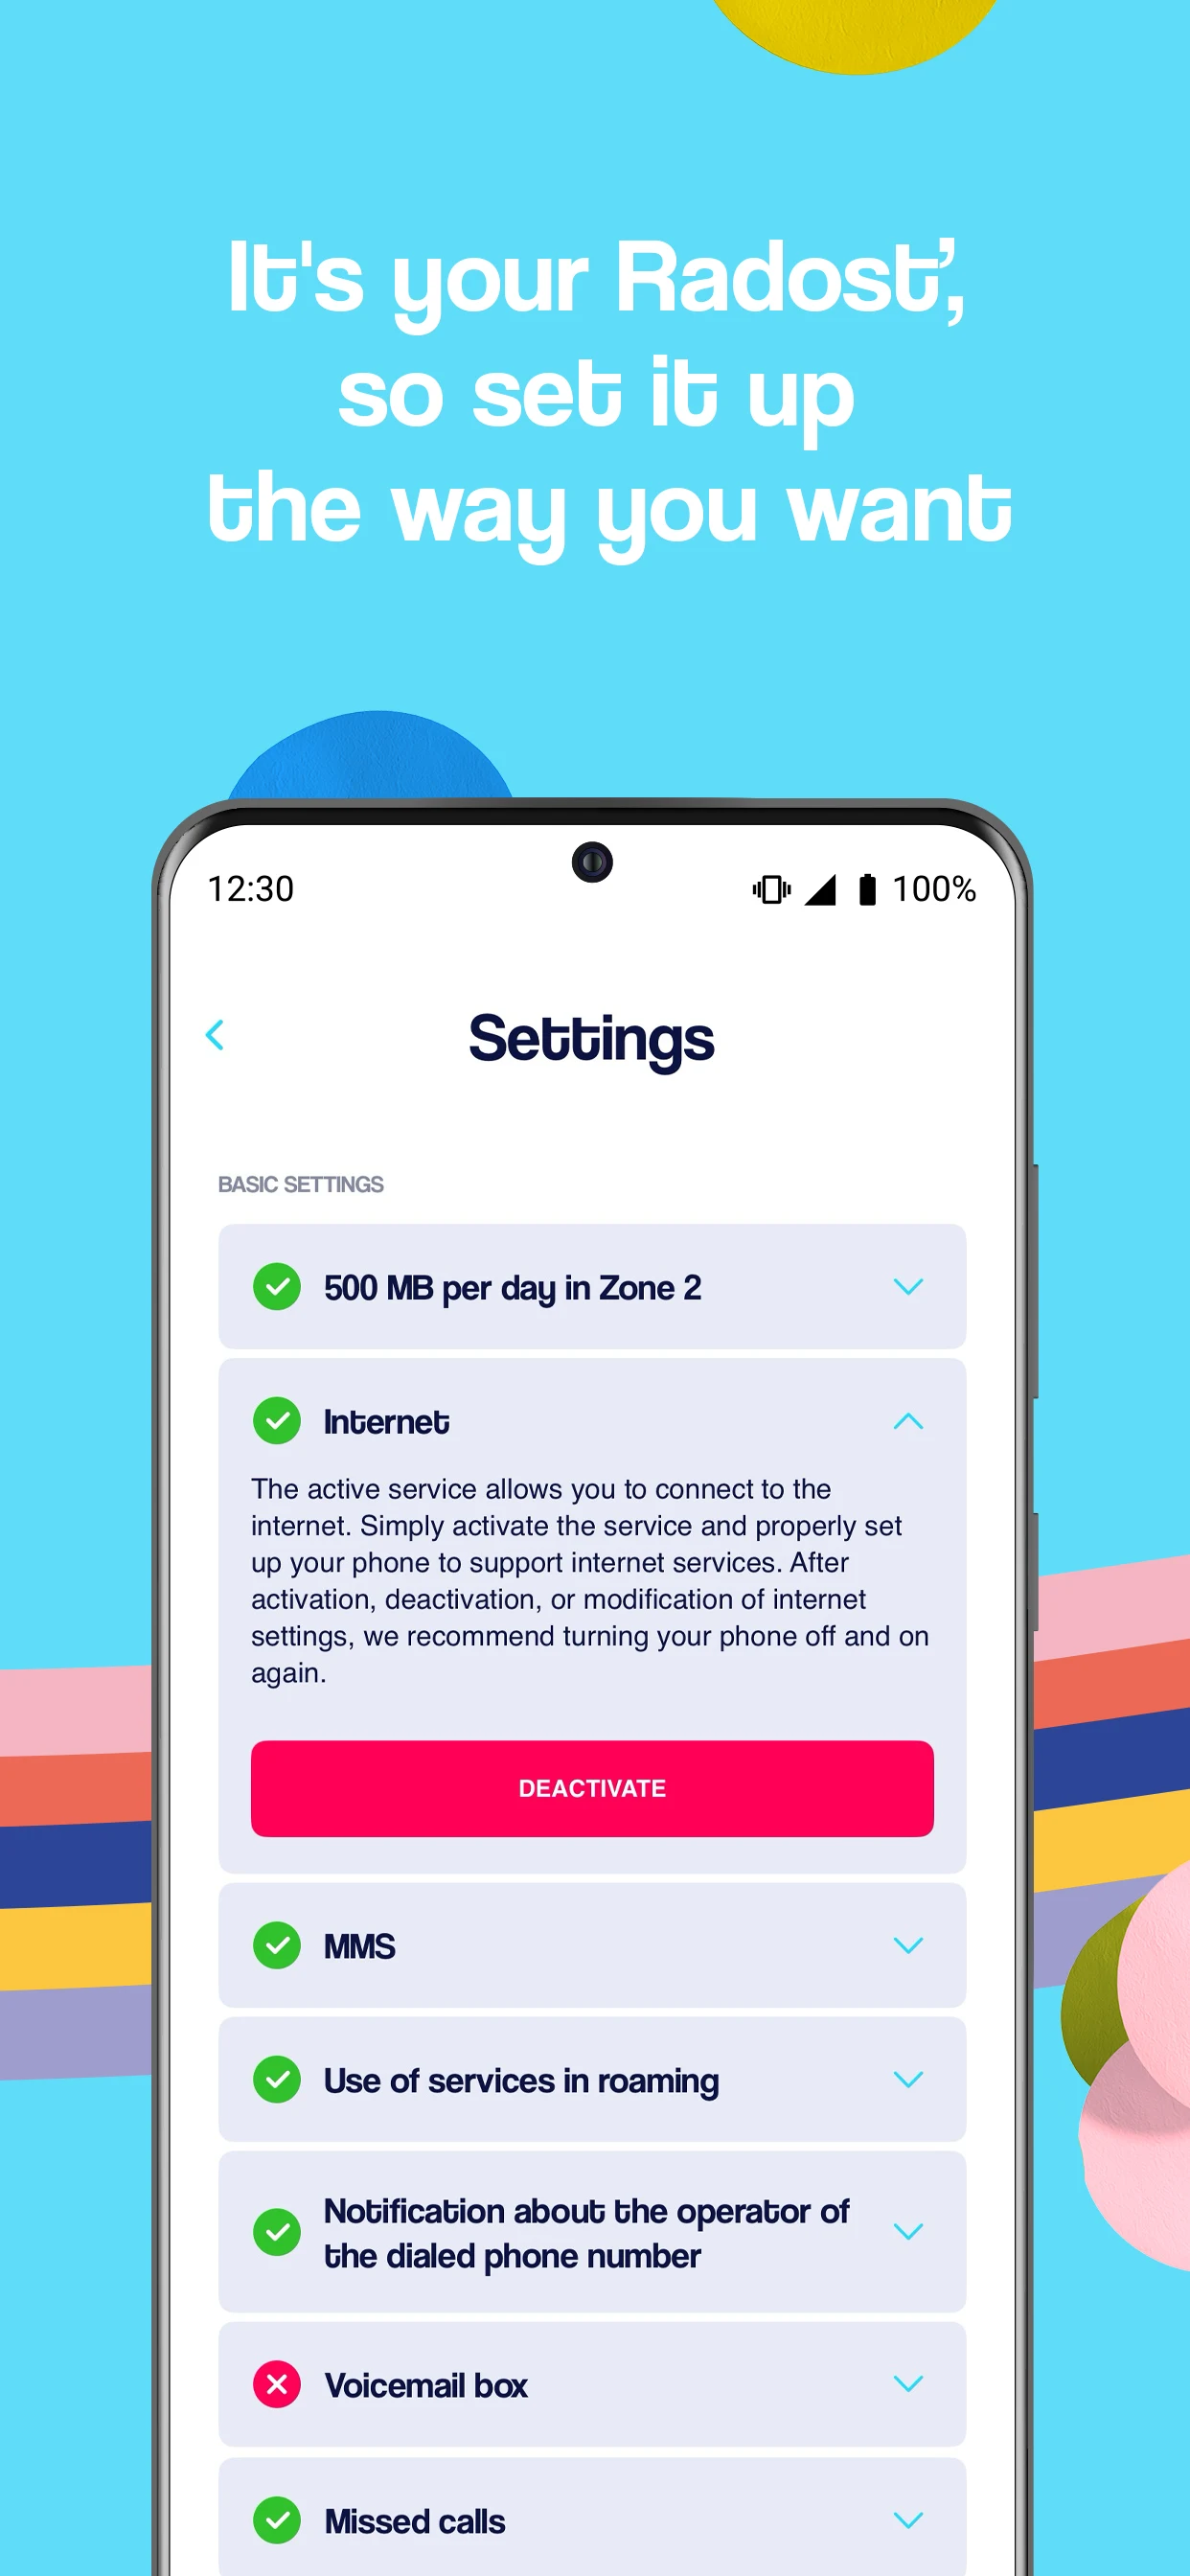 It's your Radosť,
so set it up
the way you want
12:30
100%
Settings
BASIC SETTINGS
500 MB per day in Zone 2
Internet
The active service allows you to connect to the
internet. Simply activate the service and properly set
up your phone to support internet services. After
activation, deactivation, or modification of internet
settings, we recommend turning your phone off and on
again.
DEACTIVATE
MMS
Use of services in roaming
Notification about the operator of
the dialed phone number
Voicemail box
Missed calls